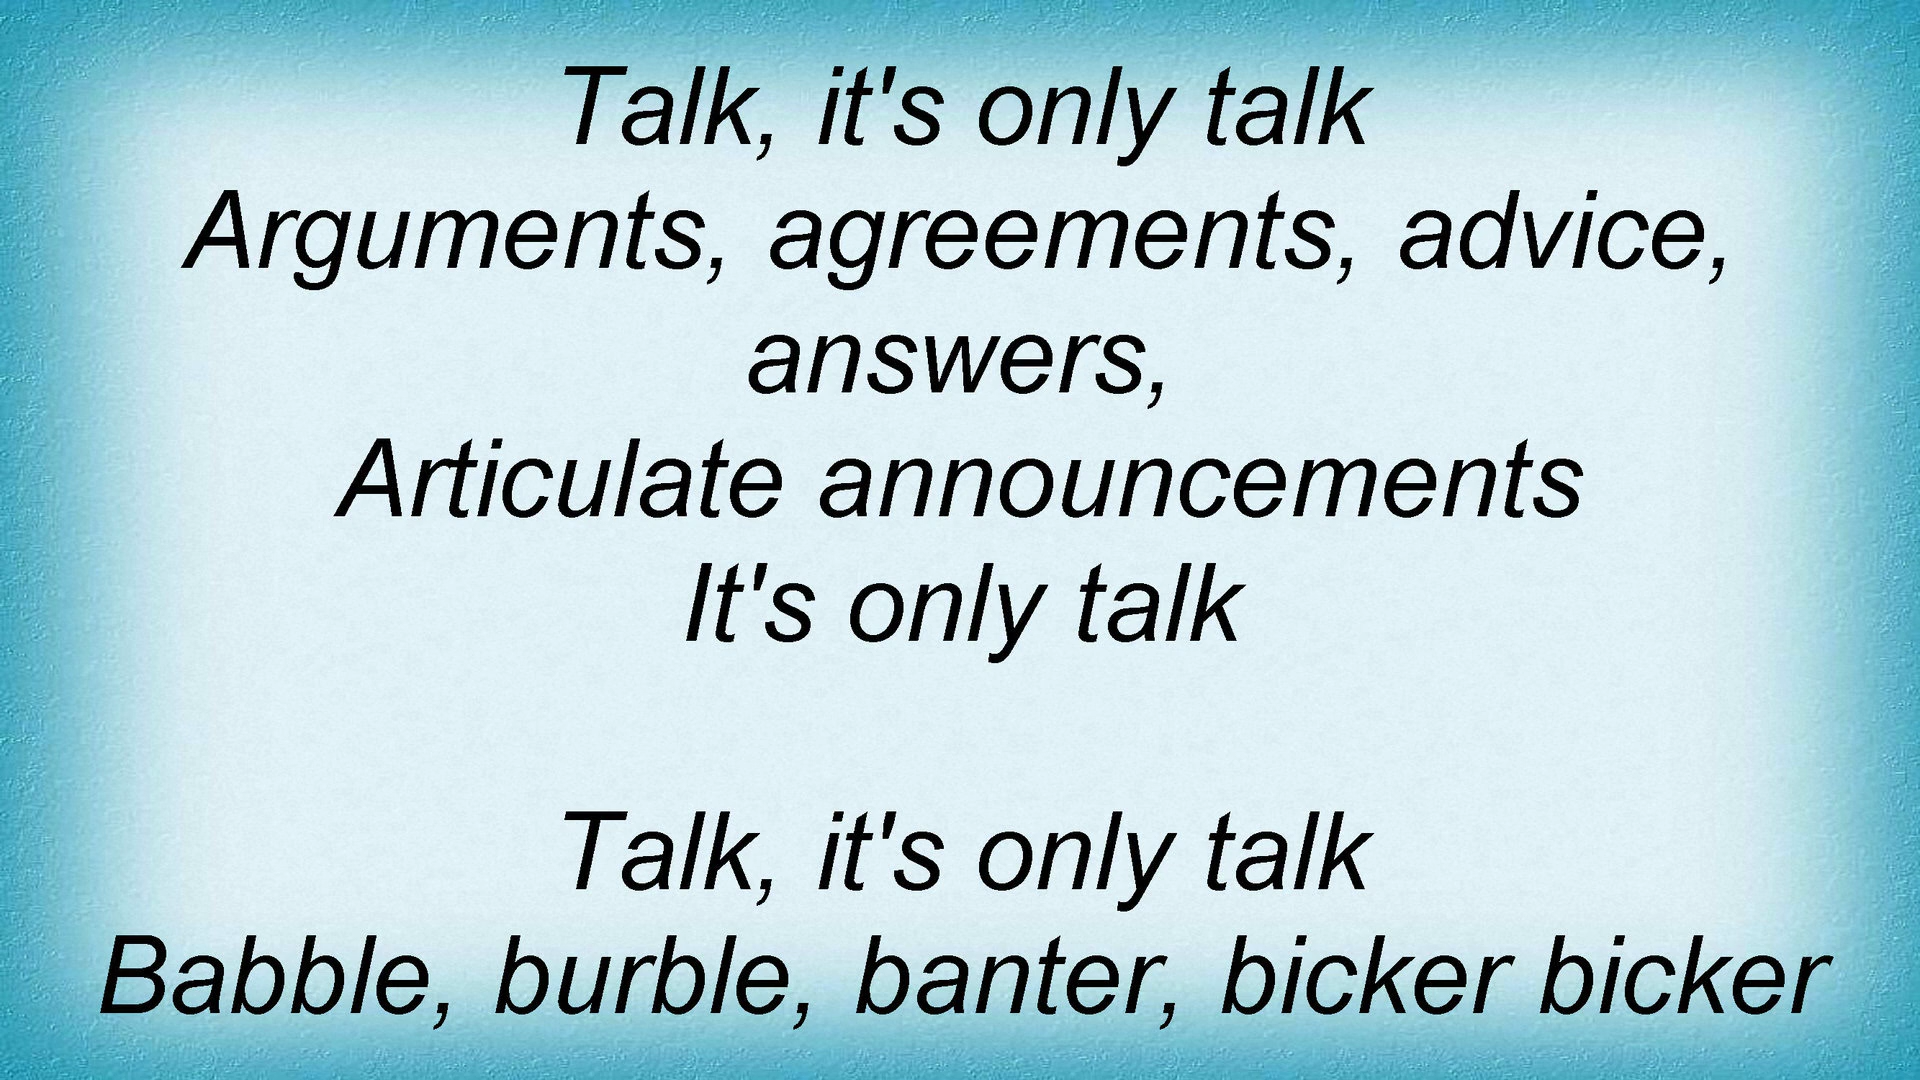 Talk, it's only talk
Arguments, agreements, advice,
answers,
Articulate announcements
It's only talk
Talk, it's only talk
Babble, burble, banter, bicker bicker